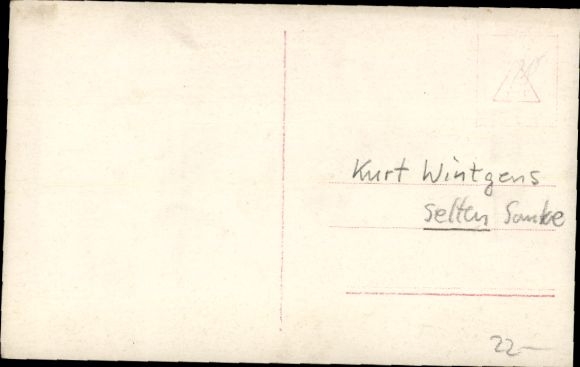 Kurt Wintgens
selten Sanke
22-